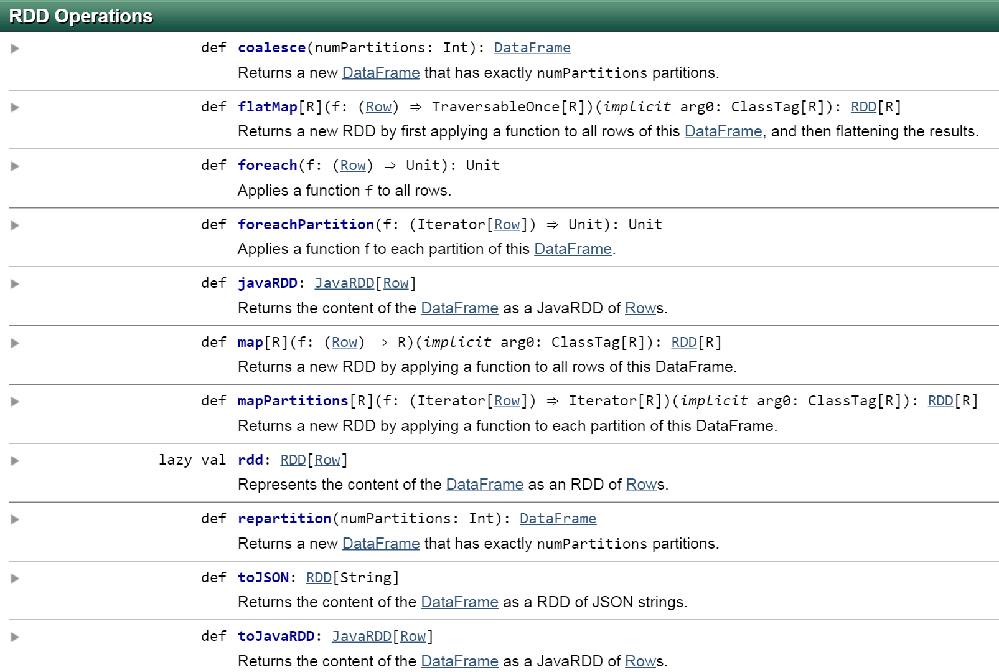 RDD Operations
def coalesce(numPartitions: Int): DataFrame
Returns a new DataFrame that has exactly numPartitions partitions.
def flatMap[R](f: (Row) ⇒ TraversableOnce[R])(implicit arg0: ClassTag[R]): RDD[R]
Returns a new RDD by first applying a function to all rows of this DataFrame, and then flattening the results.
def foreach(f: (Row) ⇒ Unit): Unit
Applies a function f to all rows.
def foreachPartition(f: (Iterator[Row]) ⇒ Unit): Unit
Applies a function f to each partition of this DataFrame.
def javaRDD: JavaRDD[Row]
Returns the content of the DataFrame as a JavaRDD of Rows.
def map[R](f: (Row) ⇒ R)(implicit arg0: ClassTag[R]): RDD[R]
Returns a new RDD by applying a function to all rows of this DataFrame.
def mapPartitions[R](f: (Iterator[Row]) ⇒ Iterator[R])(implicit arg0: ClassTag[R]): RDD[R]
Returns a new RDD by applying a function to each partition of this DataFrame.
lazy val rdd: RDD[Row]
Represents the content of the DataFrame as an RDD of Rows.
def repartition(numPartitions: Int): DataFrame
Returns a new DataFrame that has exactly numPartitions partitions.
def toJSON: RDD[String]
Returns the content of the DataFrame as a RDD of JSON strings.
def toJavaRDD: JavaRDD[Row]
Returns the content of the DataFrame as a JavaRDD of Rows.